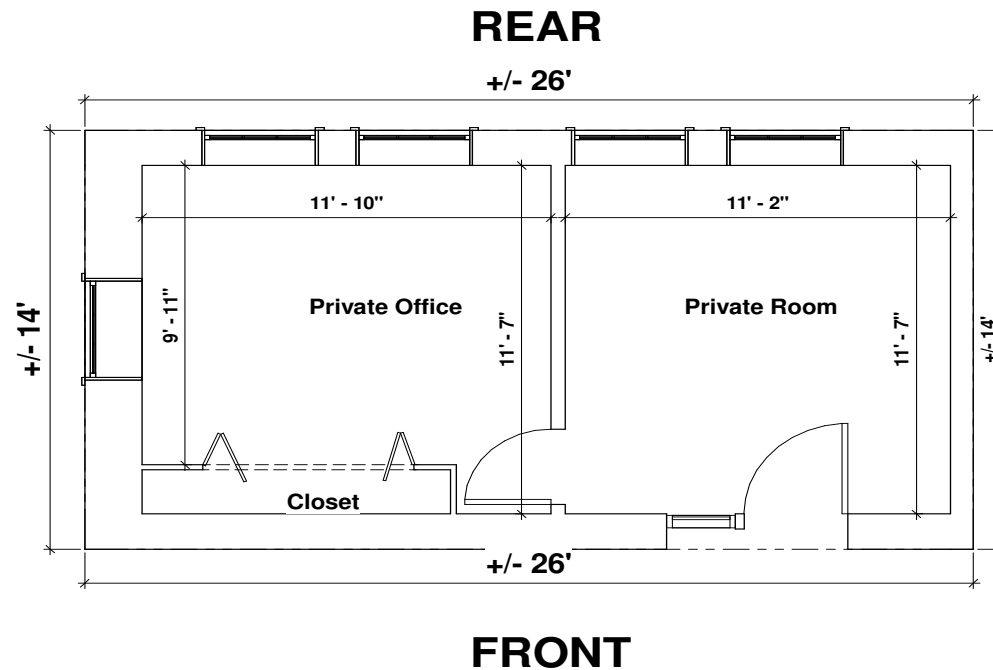 REAR
+/- 26'
11' - 10"
11' - 2"
Private Office
Private Room
9' - 11"
11' - 7"
11' - 7"
+/- 14'
+/- 14'
Closet
+/- 26'
FRONT